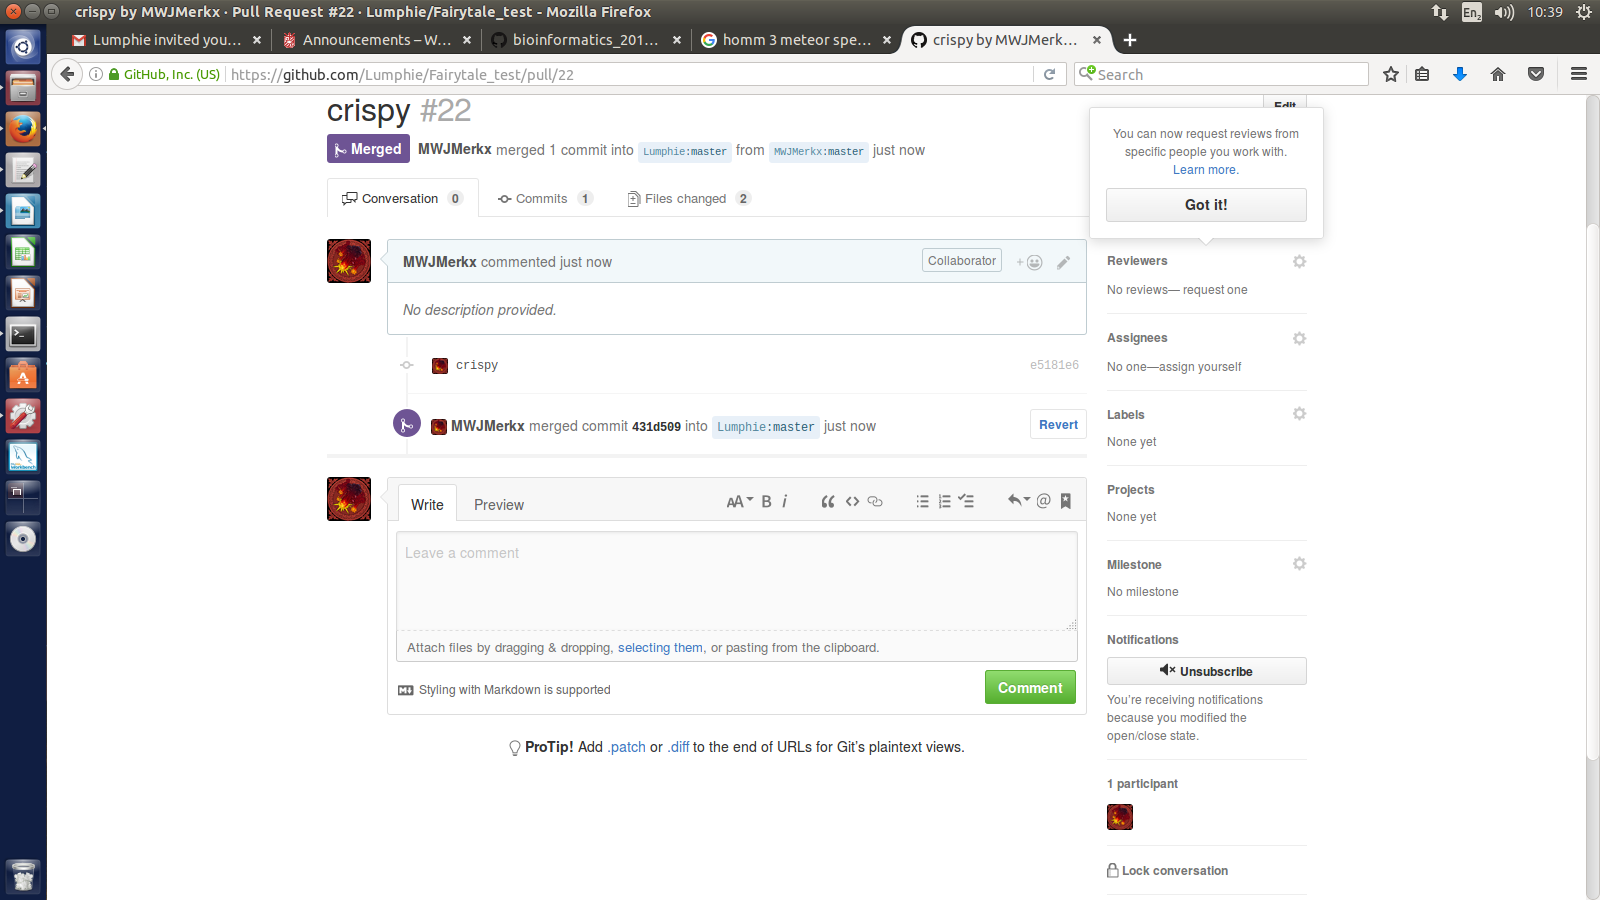 crispy by MWJMerkx · Pull Request #22 · Lumphie/Fairytale_test - Mozilla Firefox
En2
10:39
Lumphie invited you...
Announcements – W...
bioinformatics_201...
homm 3 meteor spe...
crispy by MWJMerk...
GitHub, Inc. (US)
https://github.com/Lumphie/Fairytale_test/pull/22
Search
crispy #22
Edit
Merged
MWJMerkx merged 1 commit into Lumphie:master from MWJMerkx:master just now
You can now request reviews from
specific people you work with.
Learn more.
Got it!
Conversation 0
Commits 1
Files changed 2
MWJMerkx commented just now
Collaborator
No description provided.
crispy
e5181e6
MWJMerkx merged commit 431d509 into Lumphie:master just now
Revert
Write
Preview
AA B i
Leave a comment
Attach files by dragging & dropping, selecting them, or pasting from the clipboard.
Styling with Markdown is supported
Comment
ProTip! Add .patch or .diff to the end of URLs for Git's plaintext views.
Reviewers
No reviews— request one
Assignees
No one—assign yourself
Labels
None yet
Projects
None yet
Milestone
No milestone
Notifications
Unsubscribe
You're receiving notifications
because you modified the
open/close state.
1 participant
Lock conversation